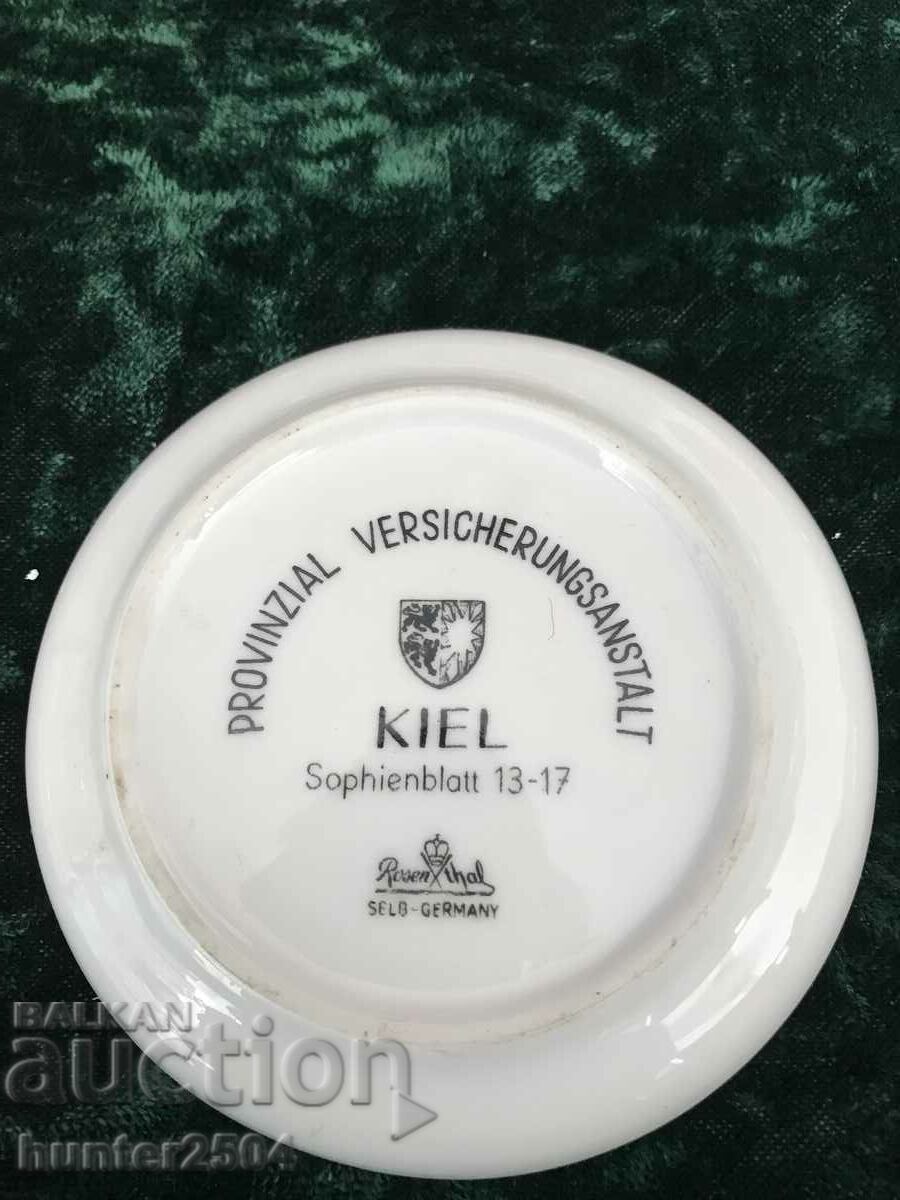 PROVINZIAL VERSICHERUNGSANSTALT
KIEL
Sophienblatt 13-17
Rosenthal
SELB-GERMANY
BALKAN
auction
hunter2504